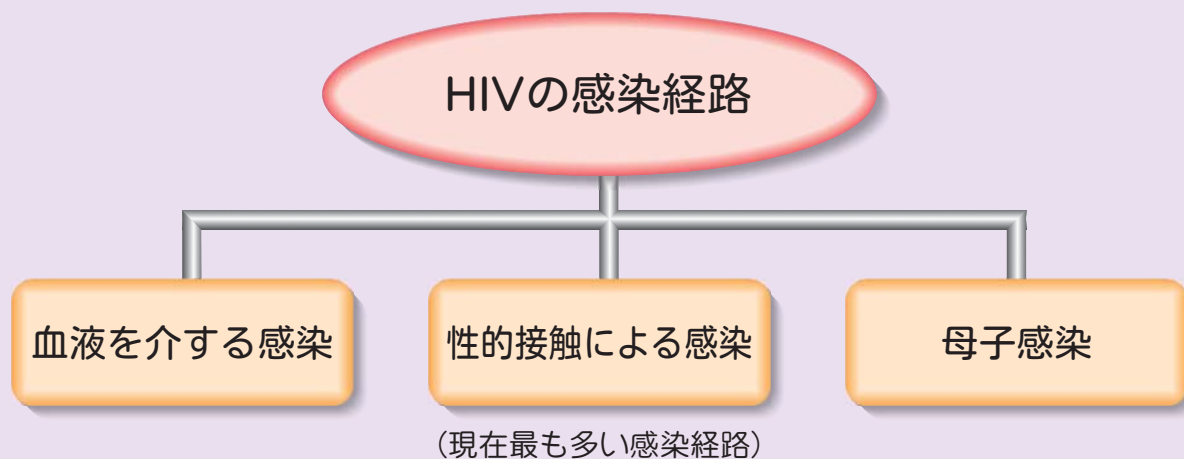 HIVの感染経路
血液を介する感染
性的接触による感染
母子感染
（現在最も多い感染経路）